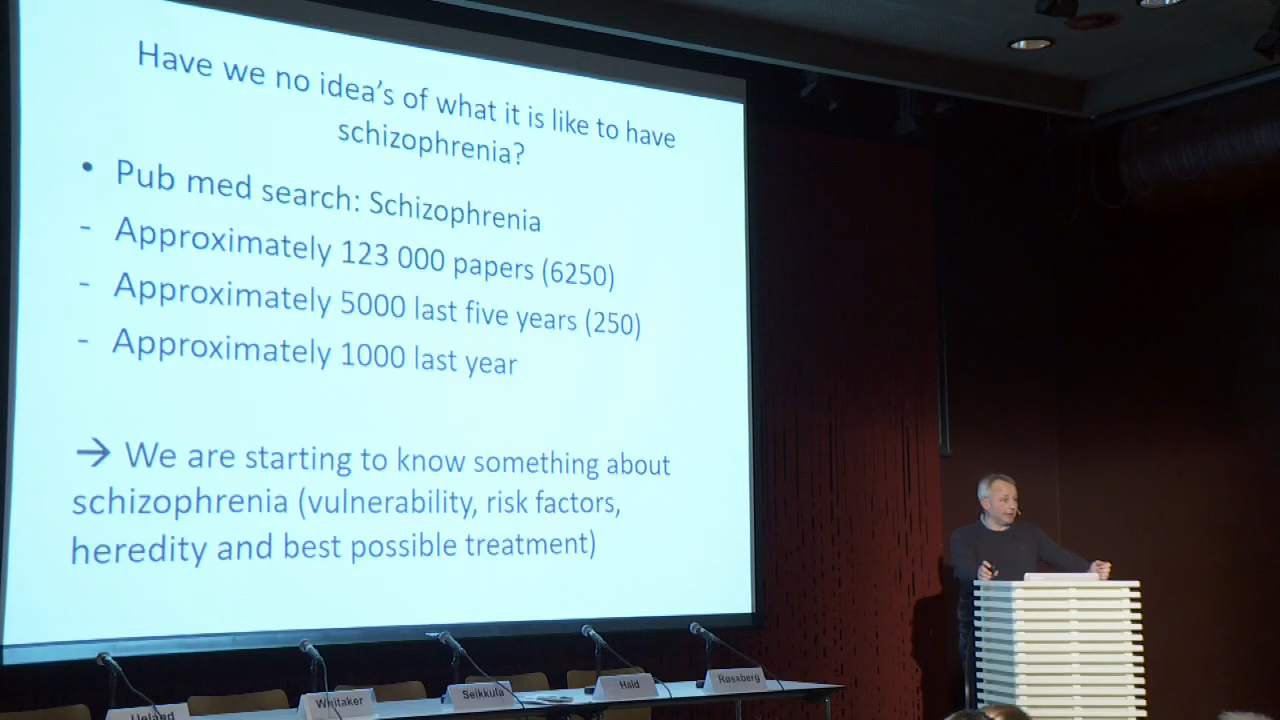 Have we no idea's of what it is like to have
schizophrenia?
• Pub med search: Schizophrenia
- Approximately 123 000 papers (6250)
- Approximately 5000 last five years (250)
- Approximately 1000 last year
→ We are starting to know something about
schizophrenia (vulnerability, risk factors,
heredity and best possible treatment)
Ueland
Whitaker
Seikkula
Hald
Røssberg